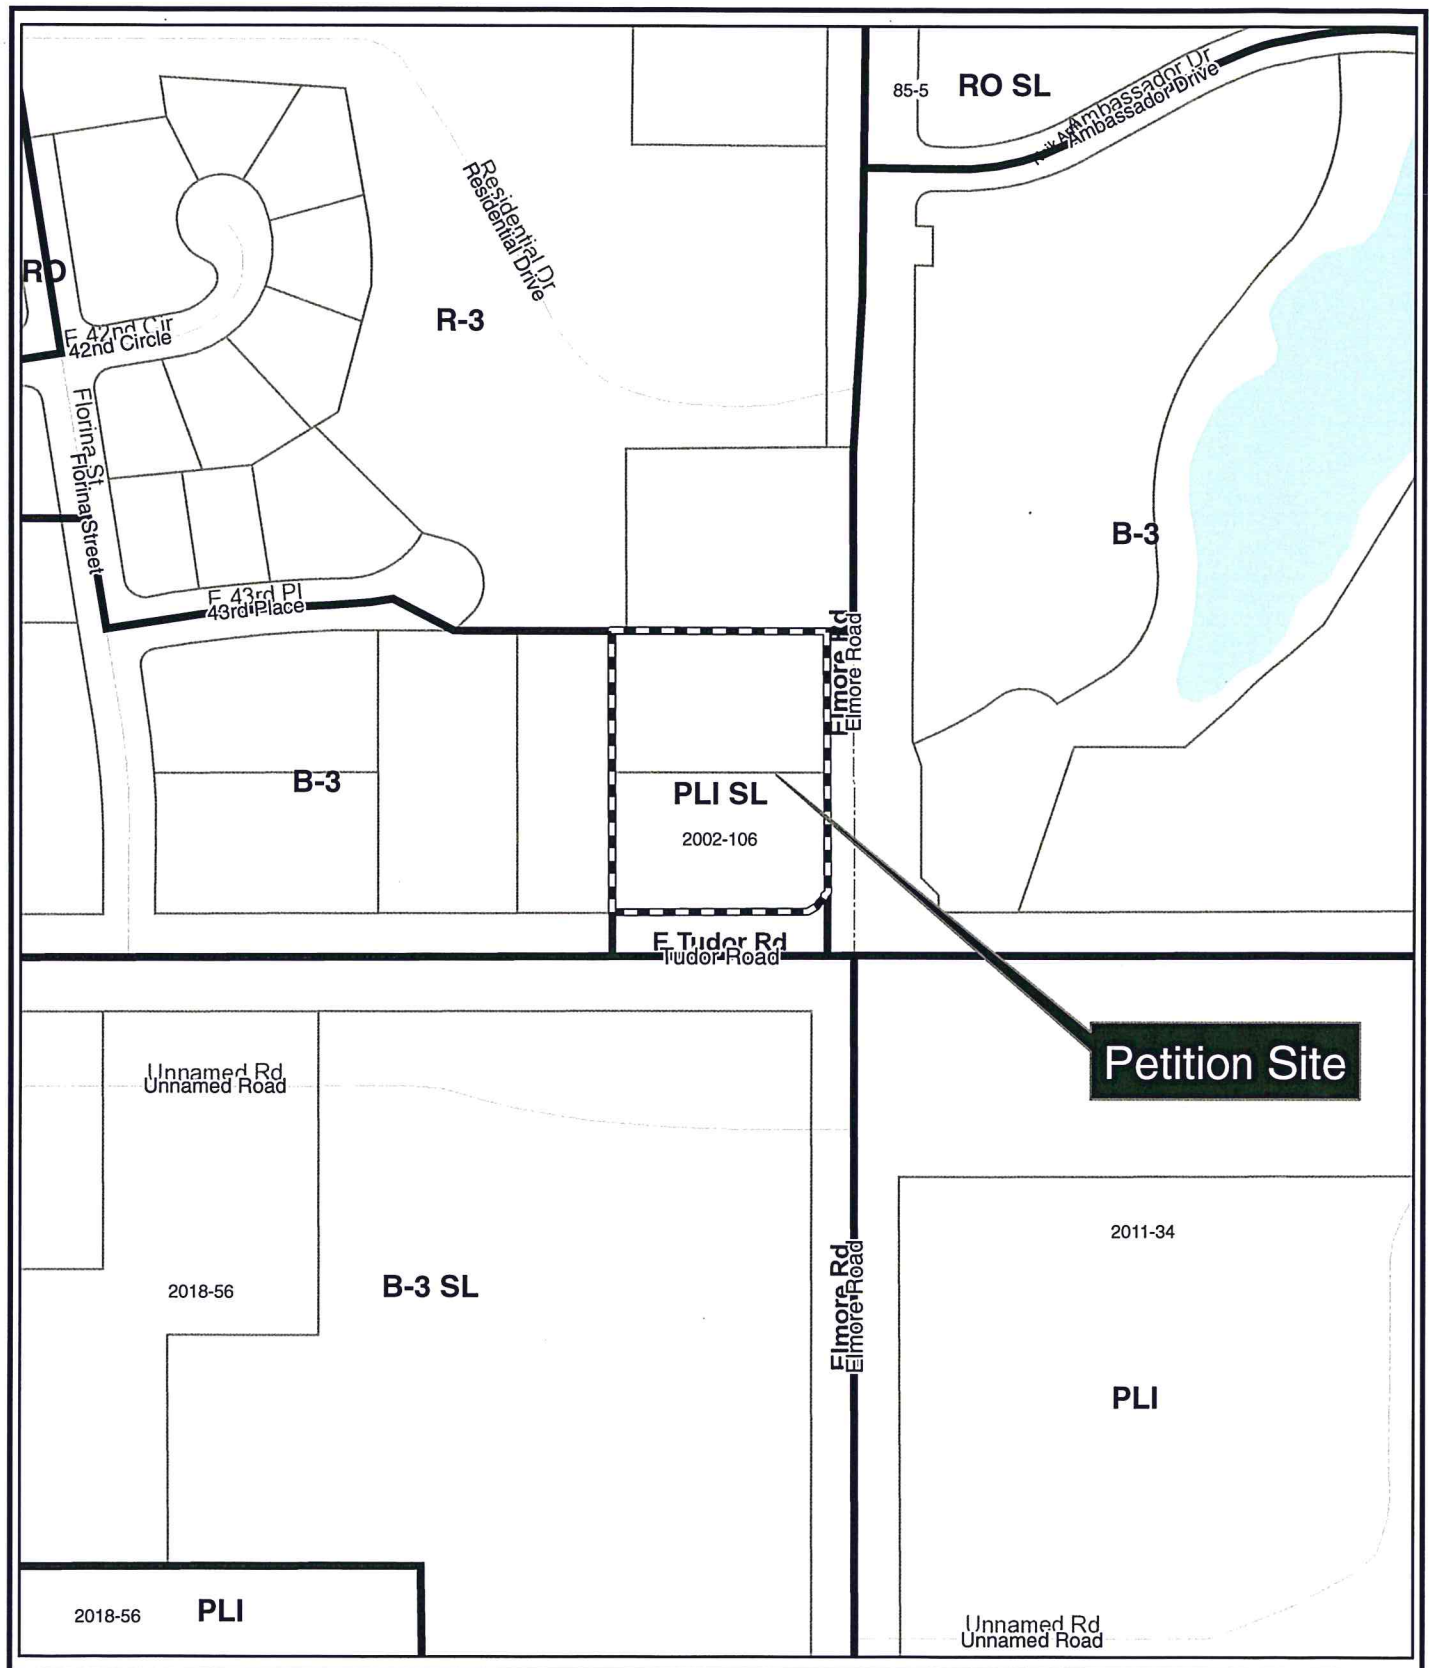 85-5
RO SL
Ambassador Dr
Ambassador Drive
Residential Dr
Residential Drive
RO
R-3
E 42nd Cir
42nd Circle
Florina St
Florina Street
B-3
E 43rd Pl
43rd Place
Elmore Rd
Elmore Road
B-3
PLI SL
2002-106
E Tudor Rd
Tudor Road
Petition Site
Unnamed Rd
Unnamed Road
2011-34
Elmore Rd
Elmore Road
2018-56
B-3 SL
PLI
2018-56
PLI
Unnamed Rd
Unnamed Road